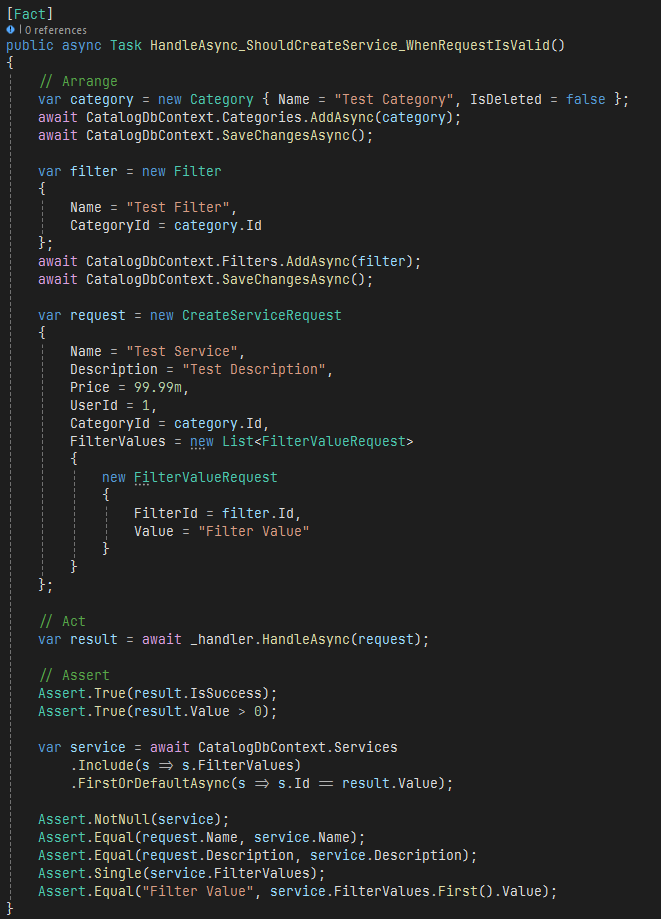 [Fact]
| 0 references
public async Task HandleAsync_ShouldCreateService_WhenRequestIsValid()
{
    // Arrange
    var category = new Category { Name = "Test Category", IsDeleted = false };
    await CatalogDbContext.Categories.AddAsync(category);
    await CatalogDbContext.SaveChangesAsync();

    var filter = new Filter
    {
        Name = "Test Filter",
        CategoryId = category.Id
    };
    await CatalogDbContext.Filters.AddAsync(filter);
    await CatalogDbContext.SaveChangesAsync();

    var request = new CreateServiceRequest
    {
        Name = "Test Service",
        Description = "Test Description",
        Price = 99.99m,
        UserId = 1,
        CategoryId = category.Id,
        FilterValues = new List<FilterValueRequest>
        {
            new FilterValueRequest
            {
                FilterId = filter.Id,
                Value = "Filter Value"
            }
        }
    };

    // Act
    var result = await _handler.HandleAsync(request);

    // Assert
    Assert.True(result.IsSuccess);
    Assert.True(result.Value > 0);

    var service = await CatalogDbContext.Services
        .Include(s => s.FilterValues)
        .FirstOrDefaultAsync(s => s.Id == result.Value);

    Assert.NotNull(service);
    Assert.Equal(request.Name, service.Name);
    Assert.Equal(request.Description, service.Description);
    Assert.Single(service.FilterValues);
    Assert.Equal("Filter Value", service.FilterValues.First().Value);
}